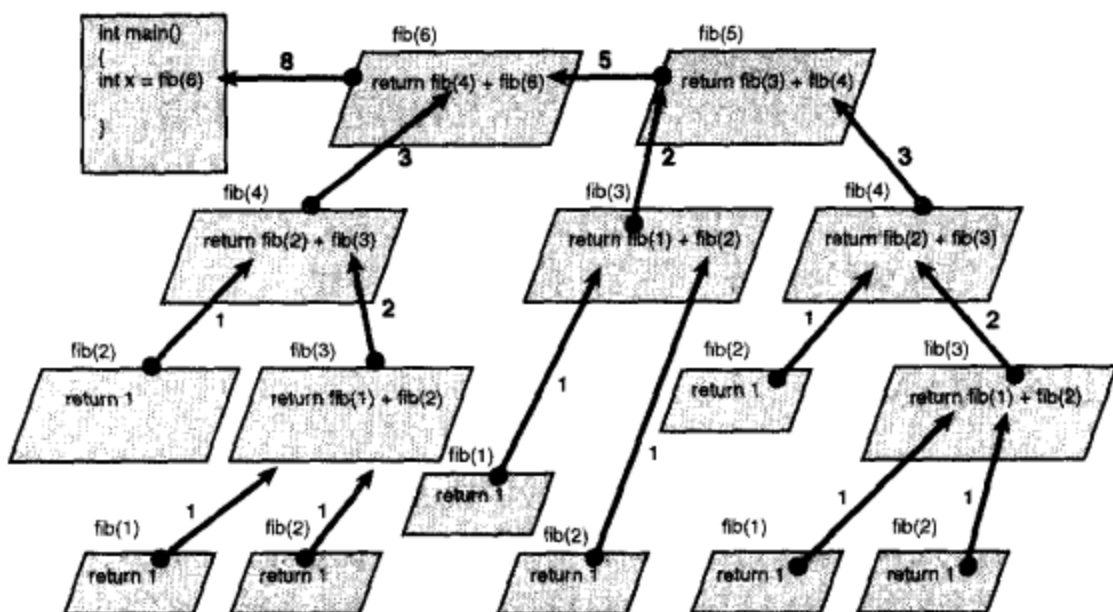 int main()
{
int x = fib(6)
}
fib(6)
return fib(4) + fib(6)
fib(5)
return fib(3) + fib(4)
8
5
3
2
3
fib(4)
return fib(2) + fib(3)
fib(3)
return fib(1) + fib(2)
fib(4)
return fib(2) + fib(3)
1
2
1
1
1
2
fib(2)
return 1
fib(3)
return fib(1) + fib(2)
fib(2)
return 1
fib(3)
return fib(1) + fib(2)
fib(1)
return 1
1
1
1
1
fib(1)
return 1
fib(2)
return 1
fib(2)
return 1
fib(1)
return 1
fib(2)
return 1